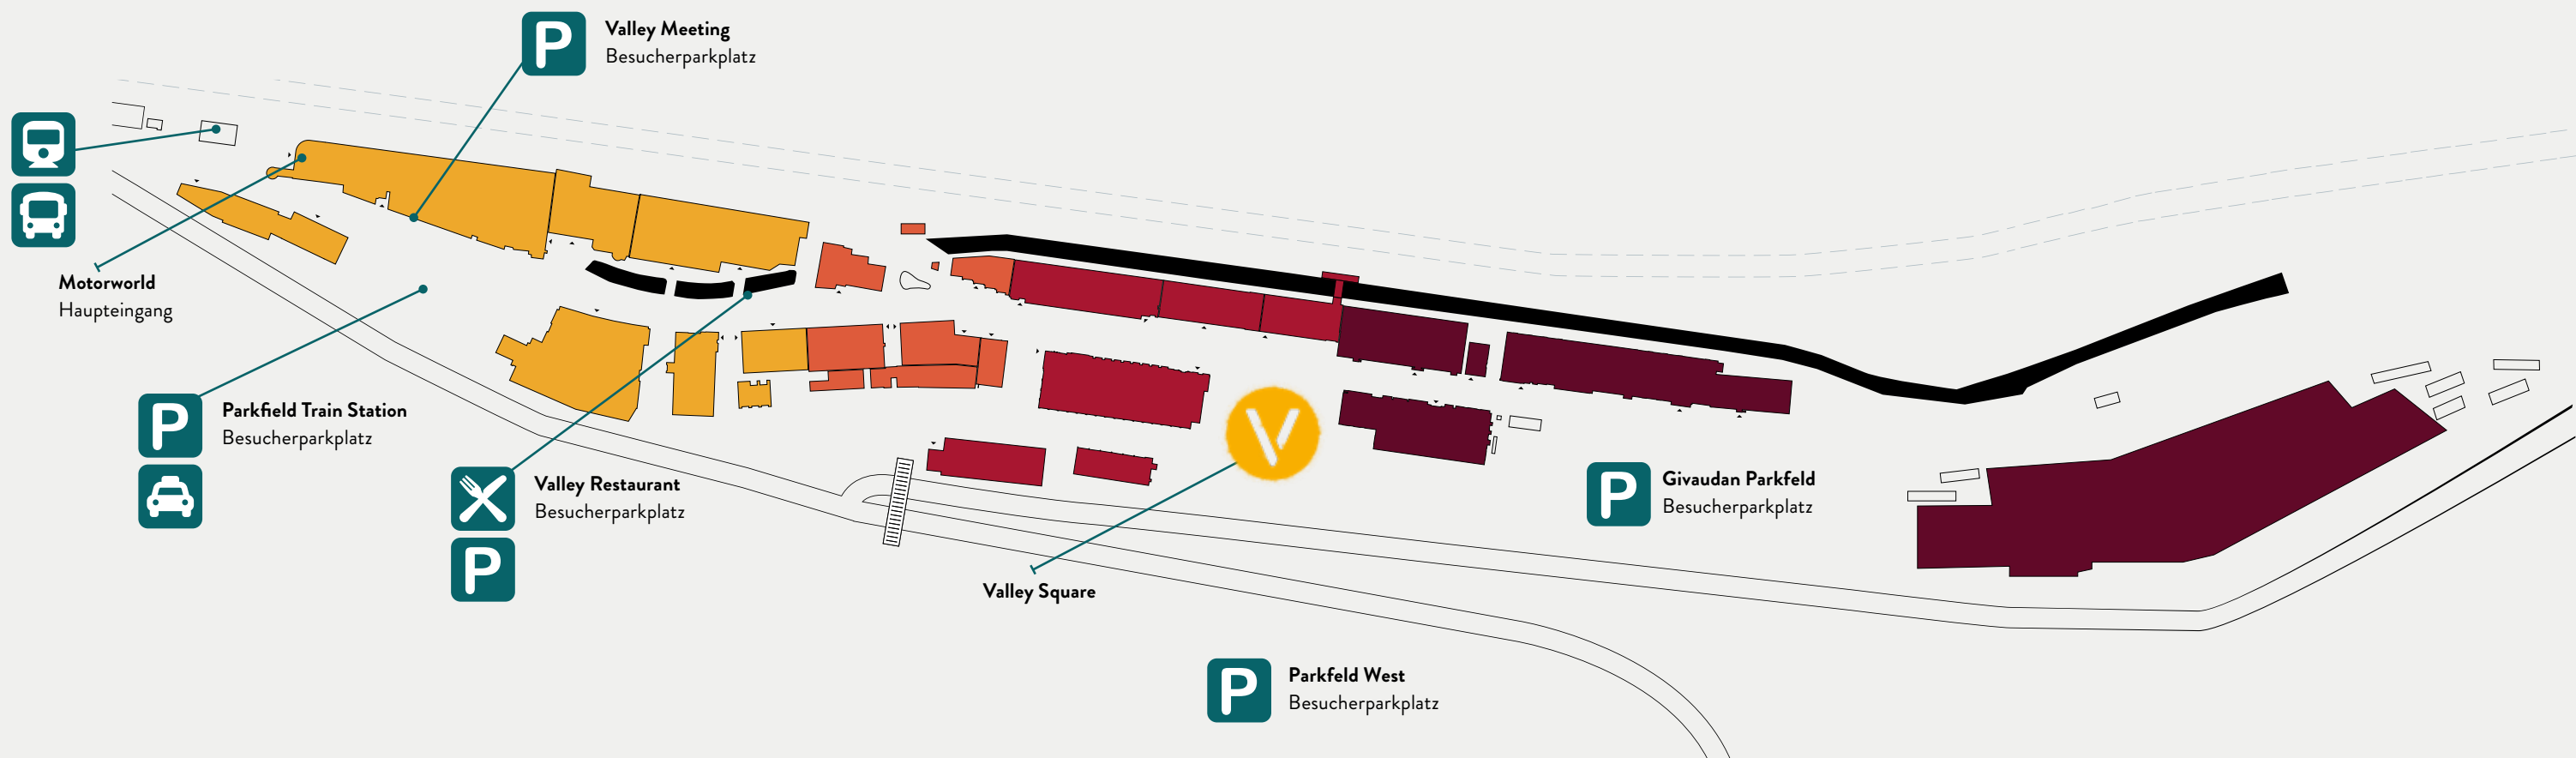 P
Valley Meeting
Besucherparkplatz
Motorworld
Haupteingang
P
Parkfield Train Station
Besucherparkplatz
Valley Restaurant
Besucherparkplatz
P
V
Valley Square
P
Givaudan Parkfeld
Besucherparkplatz
P
Parkfeld West
Besucherparkplatz